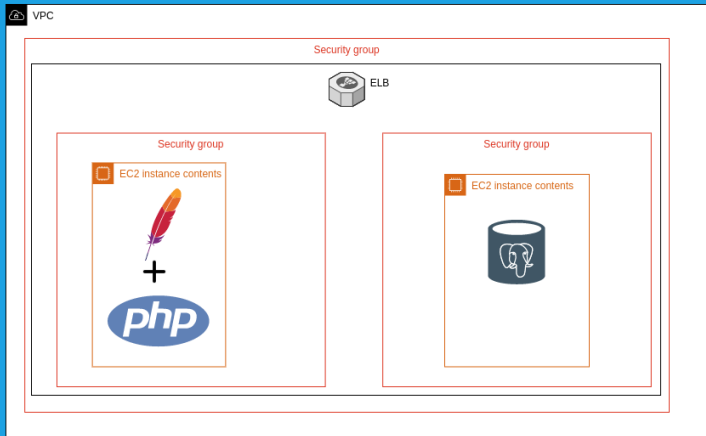 VPC
Security group
ELB
Security group
Security group
EC2 instance contents
EC2 instance contents
php